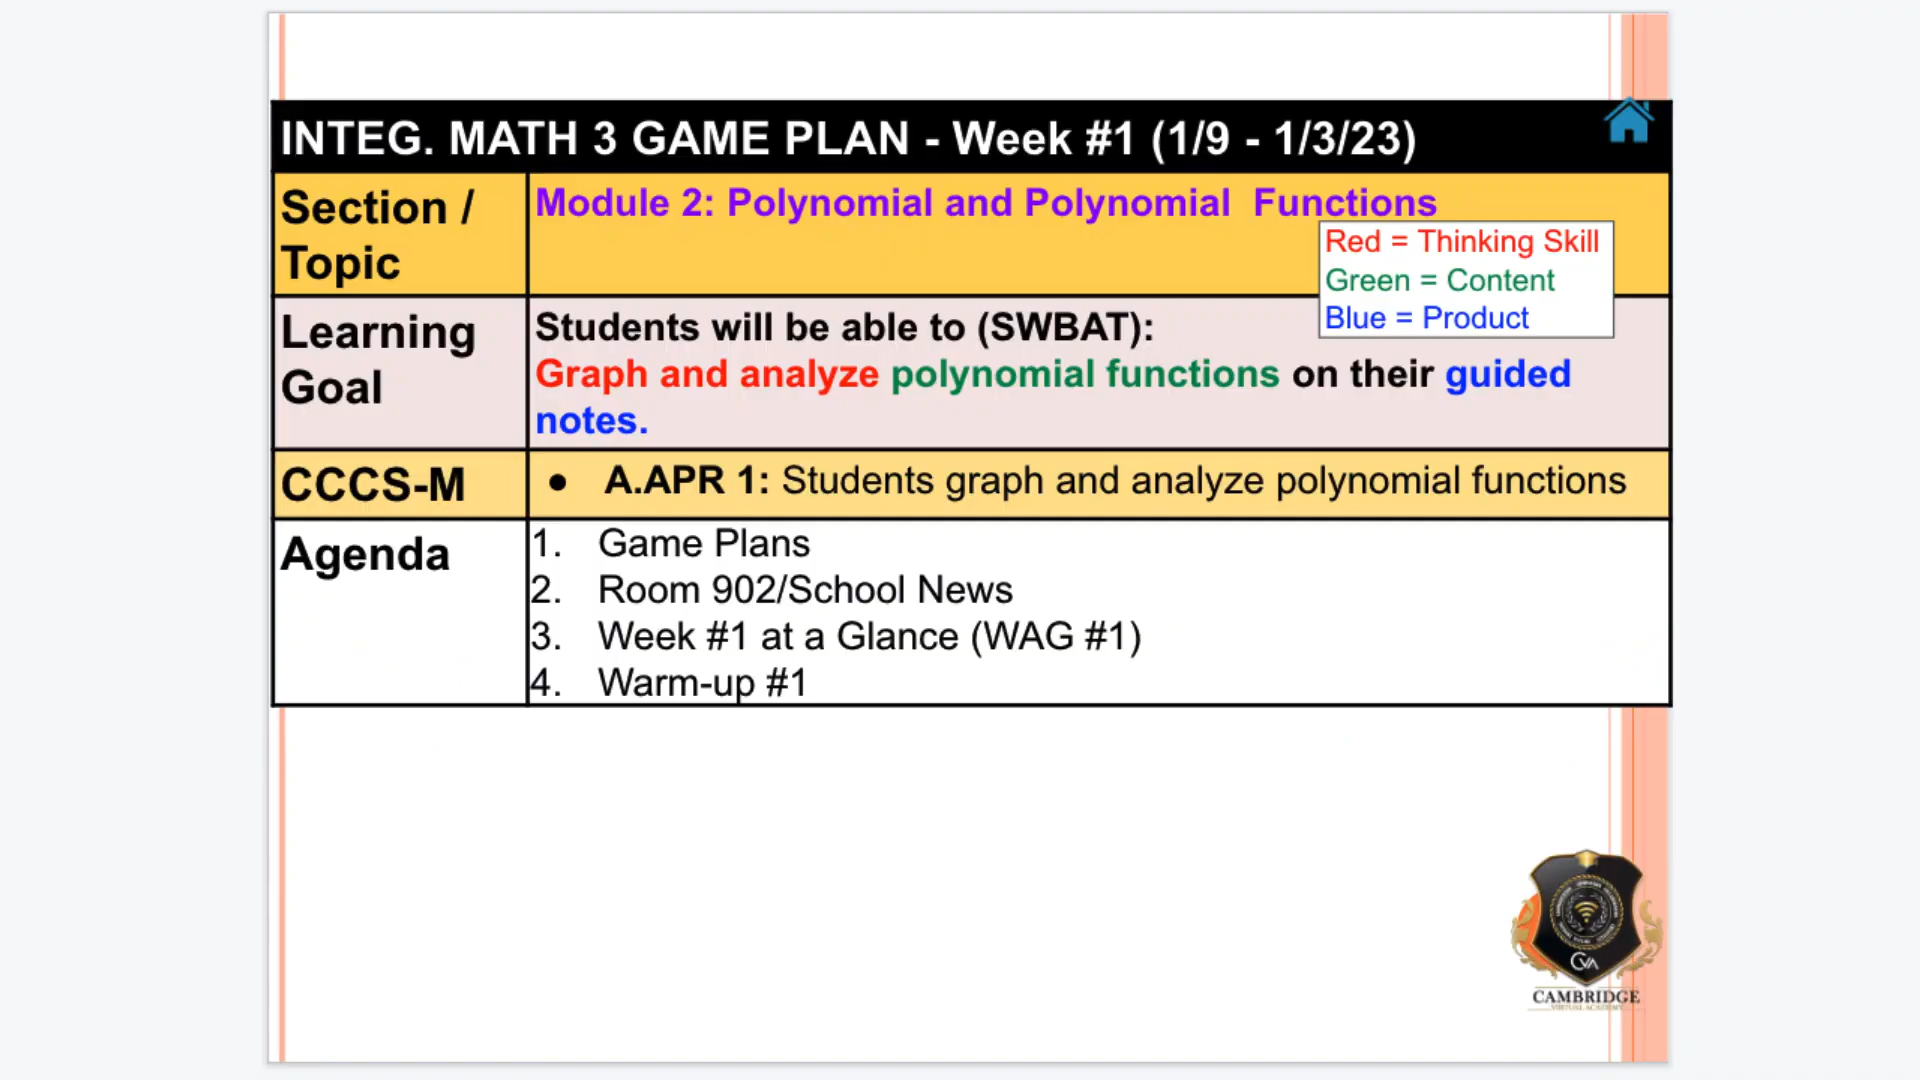 INTEG. MATH 3 GAME PLAN - Week #1 (1/9 - 1/3/23)
Section /
Topic
Module 2: Polynomial and Polynomial  Functions
Red = Thinking Skill
Green = Content
Blue = Product
Learning
Goal
Students will be able to (SWBAT):
Graph and analyze polynomial functions on their guided
notes.
CCCS-M
● A.APR 1: Students graph and analyze polynomial functions
Agenda
1. Game Plans
2. Room 902/School News
3. Week #1 at a Glance (WAG #1)
4. Warm-up #1
CVA
CAMBRIDGE
VIRTUAL ACADEMY